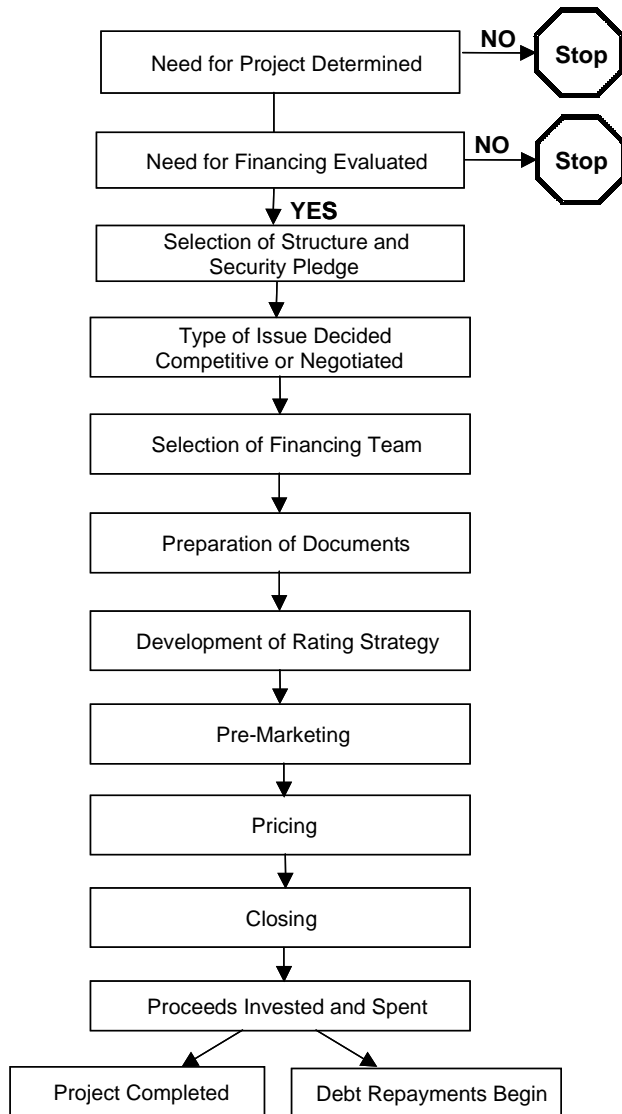 Need for Project Determined
NO
Stop
Need for Financing Evaluated
NO
Stop
YES
Selection of Structure and
Security Pledge
Type of Issue Decided
Competitive or Negotiated
Selection of Financing Team
Preparation of Documents
Development of Rating Strategy
Pre-Marketing
Pricing
Closing
Proceeds Invested and Spent
Project Completed
Debt Repayments Begin